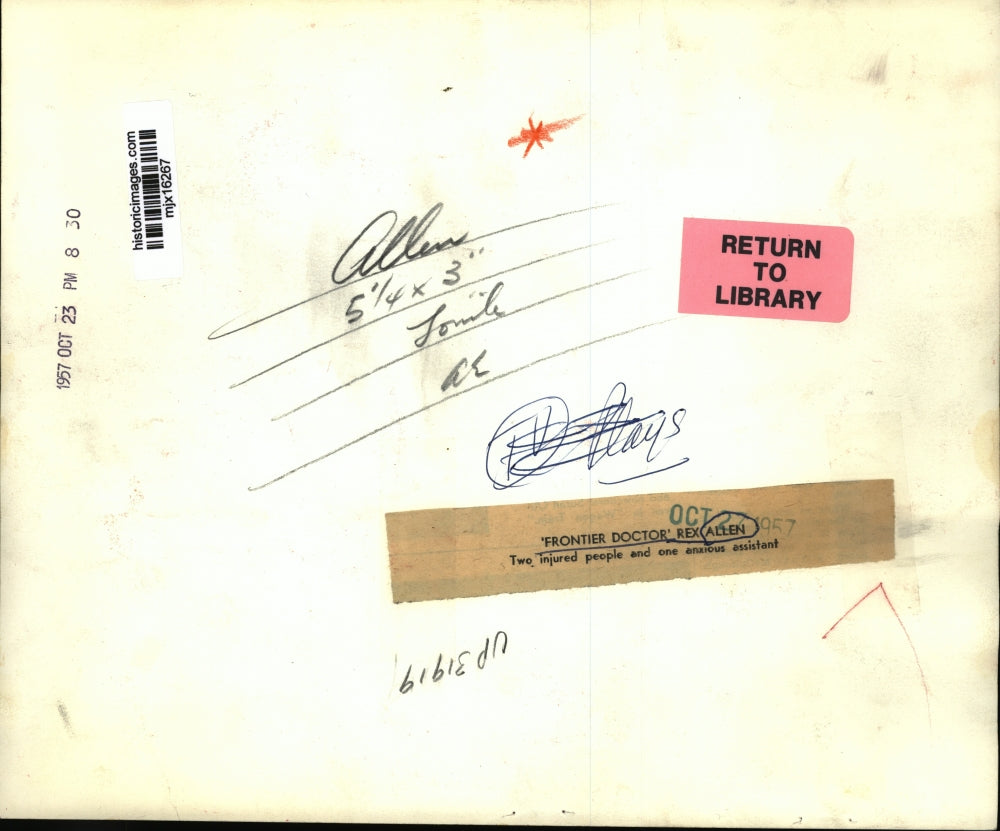 historicimages.com
mjx16267
1957 OCT 23 PM 8 30
Allen
5 1/4 x 3"
RETURN
TO
LIBRARY
OCT 27 1957
'FRONTIER DOCTOR' REX ALLEN
Two injured people and one anxious assistant
UP31919